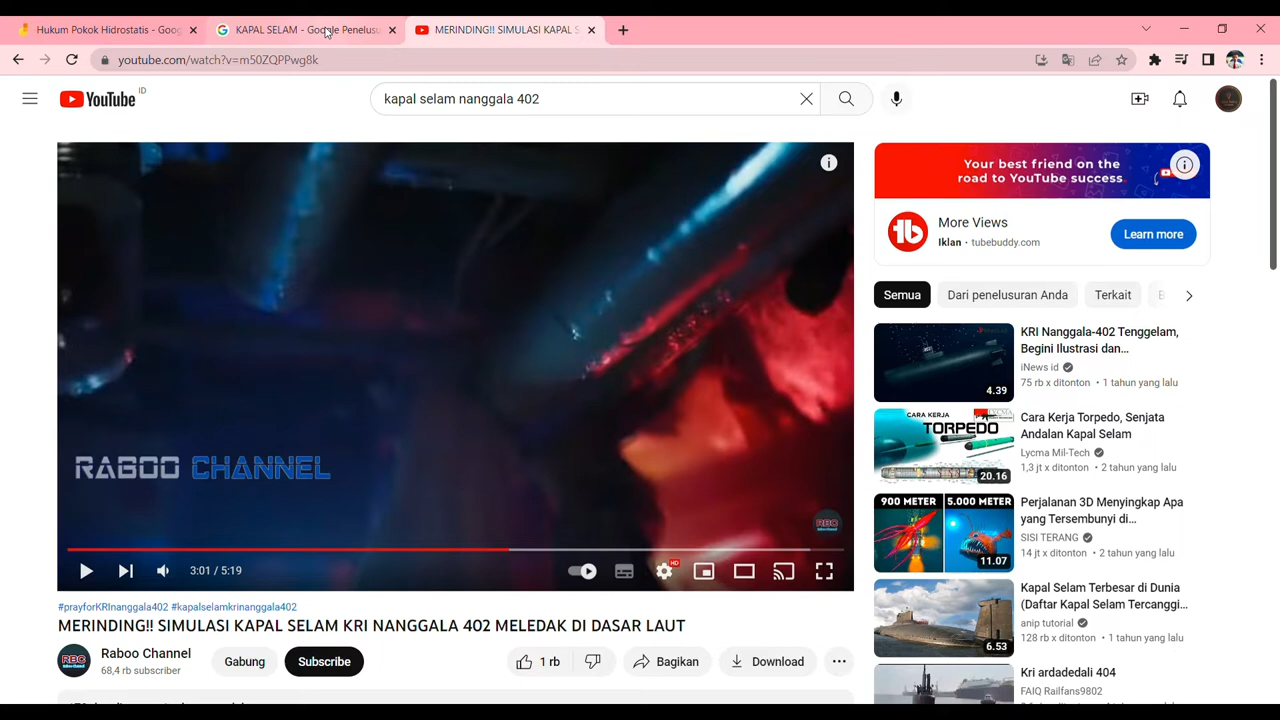 Hukum Pokok Hidrostatis - Goog
KAPAL SELAM - Google Penelusu
MERINDING!! SIMULASI KAPAL S
youtube.com/watch?v=m50ZQPPwg8k
YouTube ID
kapal selam nanggala 402
RABOO CHANNEL
RBC
3:01 / 5:19
HD
#prayforKRInanggala402 #kapalselamkrinanggala402
MERINDING!! SIMULASI KAPAL SELAM KRI NANGGALA 402 MELEDAK DI DASAR LAUT
RBC
Raboo Channel
68,4 rb subscriber
Gabung
Subscribe
1 rb
Bagikan
Download
Your best friend on the
road to YouTube success
More Views
Iklan • tubebuddy.com
Learn more
Semua
Dari penelusuran Anda
Terkait
KRI Nanggala-402 Tenggelam,
Begini Ilustrasi dan...
iNews id
75 rb x ditonton • 1 tahun yang lalu
4.39
CARA KERJA
TORPEDO
20.16
Cara Kerja Torpedo, Senjata
Andalan Kapal Selam
Lycma Mil-Tech
1,3 jt x ditonton • 2 tahun yang lalu
900 METER
5.000 METER
11.07
Perjalanan 3D Menyingkap Apa
yang Tersembunyi di...
SISI TERANG
14 jt x ditonton • 2 tahun yang lalu
6.53
Kapal Selam Terbesar di Dunia
(Daftar Kapal Selam Tercanggi...
anip tutorial
128 rb x ditonton • 1 tahun yang lalu
Kri ardadedali 404
FAIQ Railfans9802